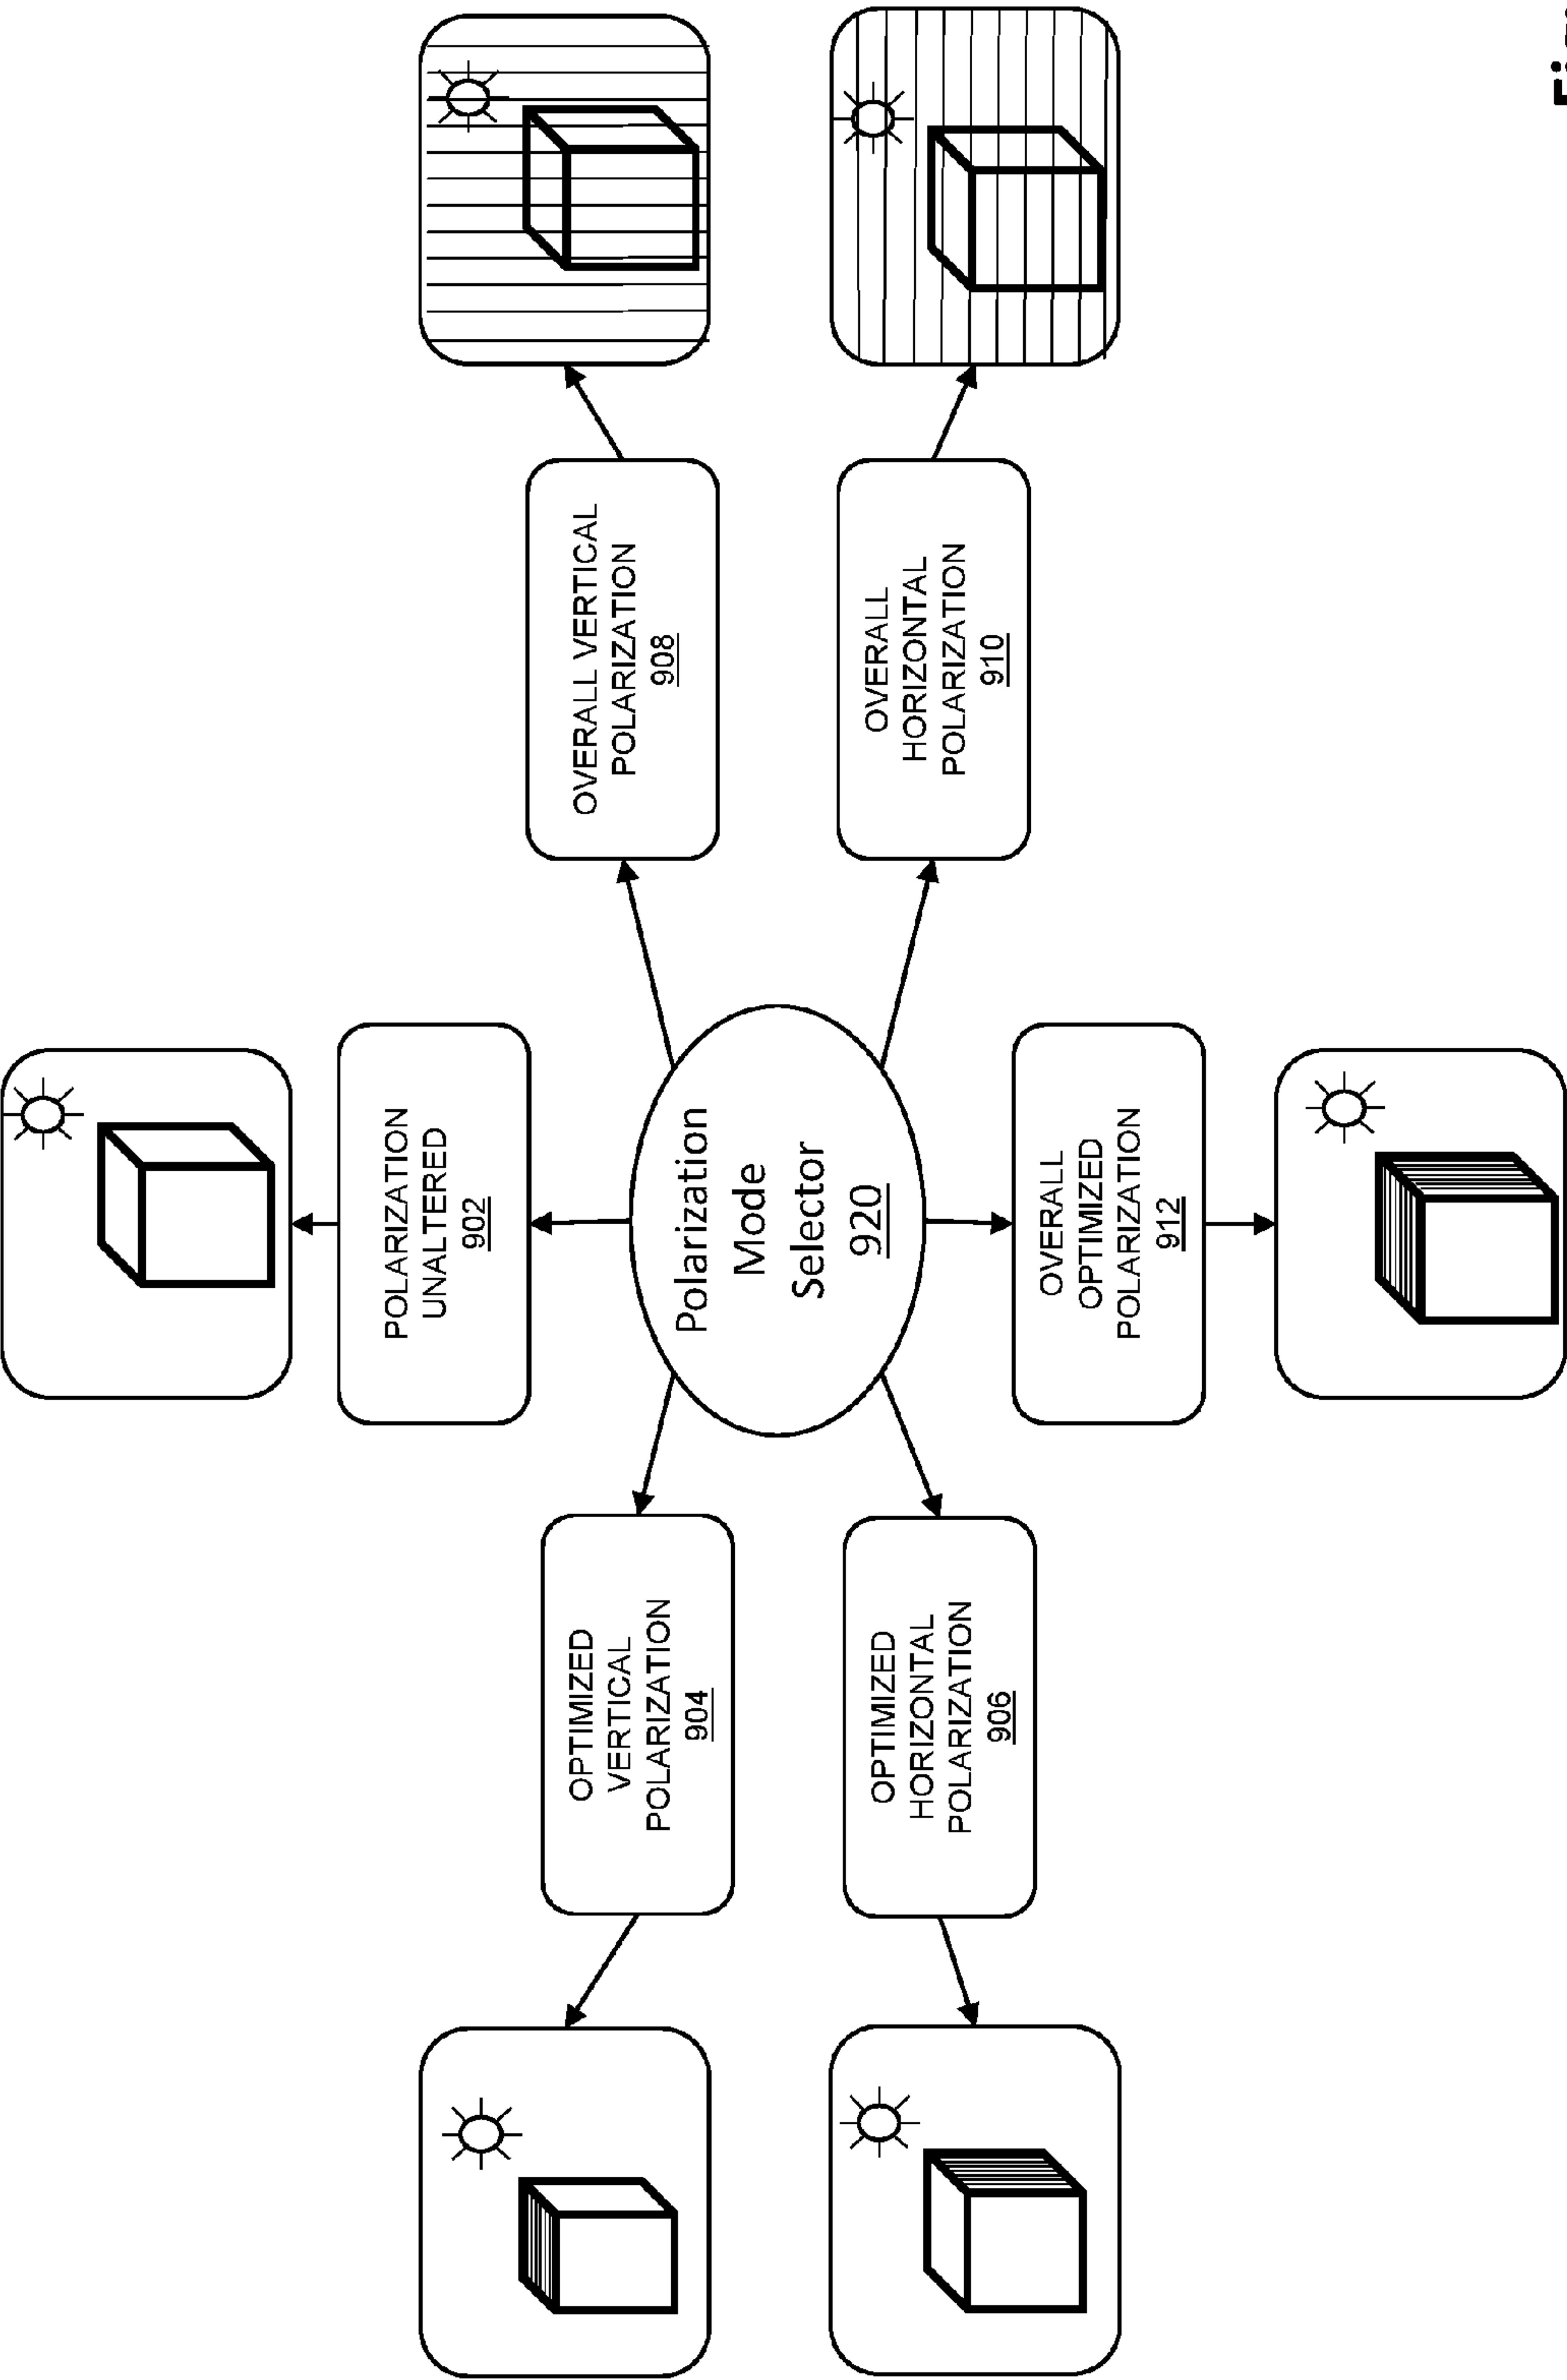 POLARIZATION
UNALTERED
902
OPTIMIZED
VERTICAL
POLARIZATION
904
OVERALL VERTICAL
POLARIZATION
908
Polarization
Mode
Selector
920
OPTIMIZED
HORIZONTAL
POLARIZATION
906
OVERALL
HORIZONTAL
POLARIZATION
910
OVERALL
OPTIMIZED
POLARIZATION
912